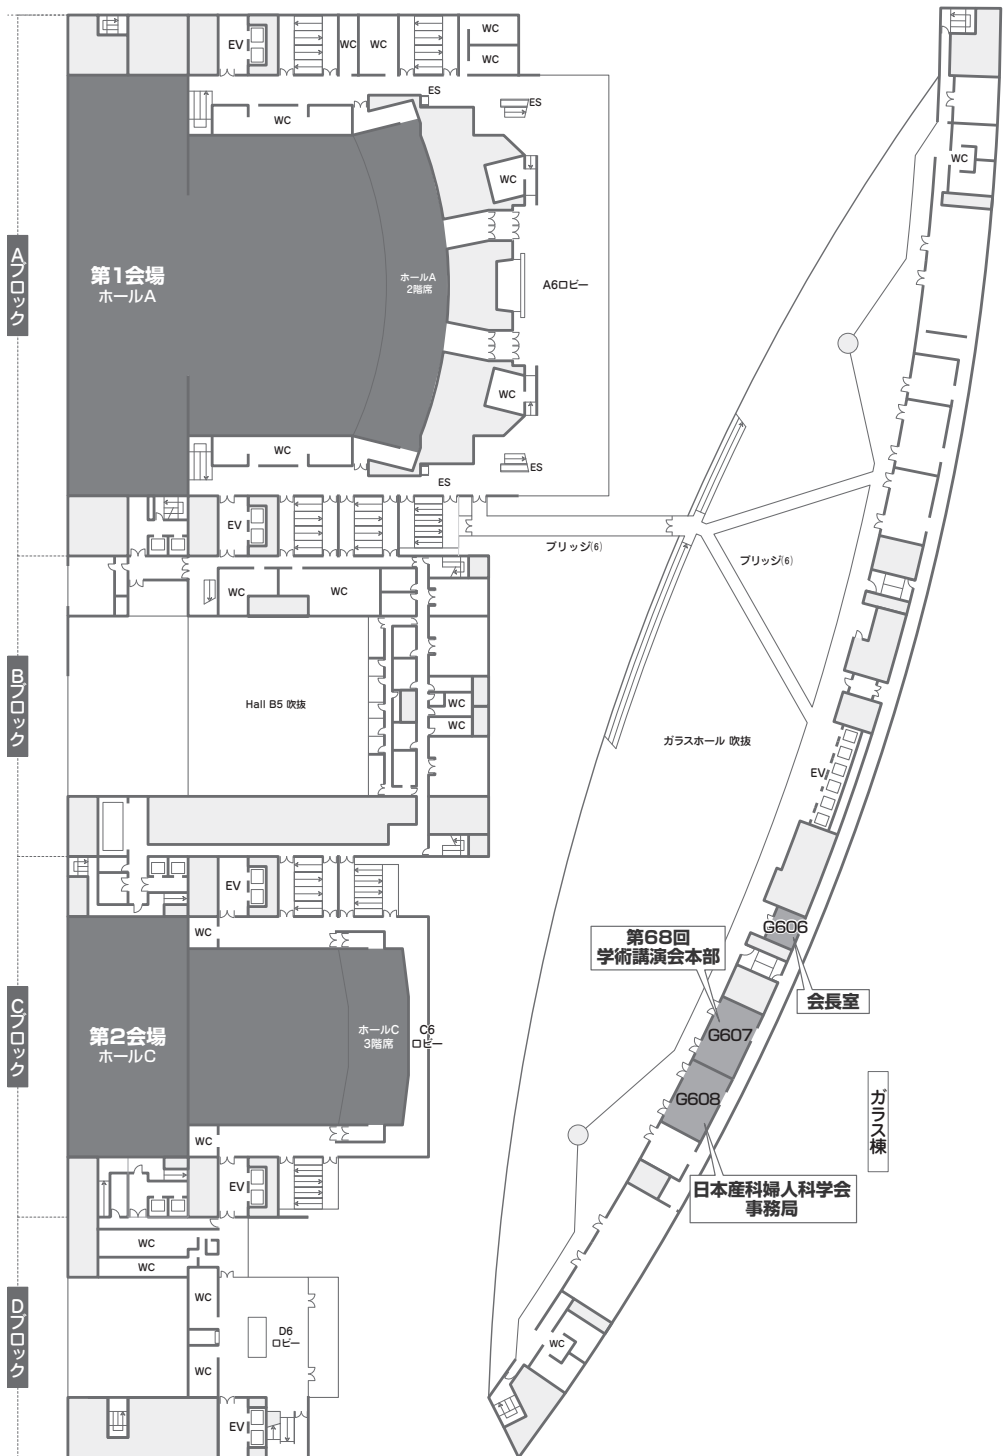 EV
WC
WC
WC
WC
ES
ES
WC
WC
Aブロック
第1会場
ホールA
ホールA
2階席
A6ロビー
WC
WC
WC
ES
ES
EV
ブリッジ(6)
ブリッジ(6)
WC
WC
Bブロック
Hall B5 吹抜
WC
WC
ガラスホール 吹抜
EV
EV
WC
G606
第68回
学術講演会本部
会長室
Cブロック
第2会場
ホールC
ホールC
3階席
C6
ロビー
G607
G608
ガラス棟
WC
EV
日本産科婦人科学会
事務局
WC
WC
WC
Dブロック
D6
ロビー
WC
WC
EV